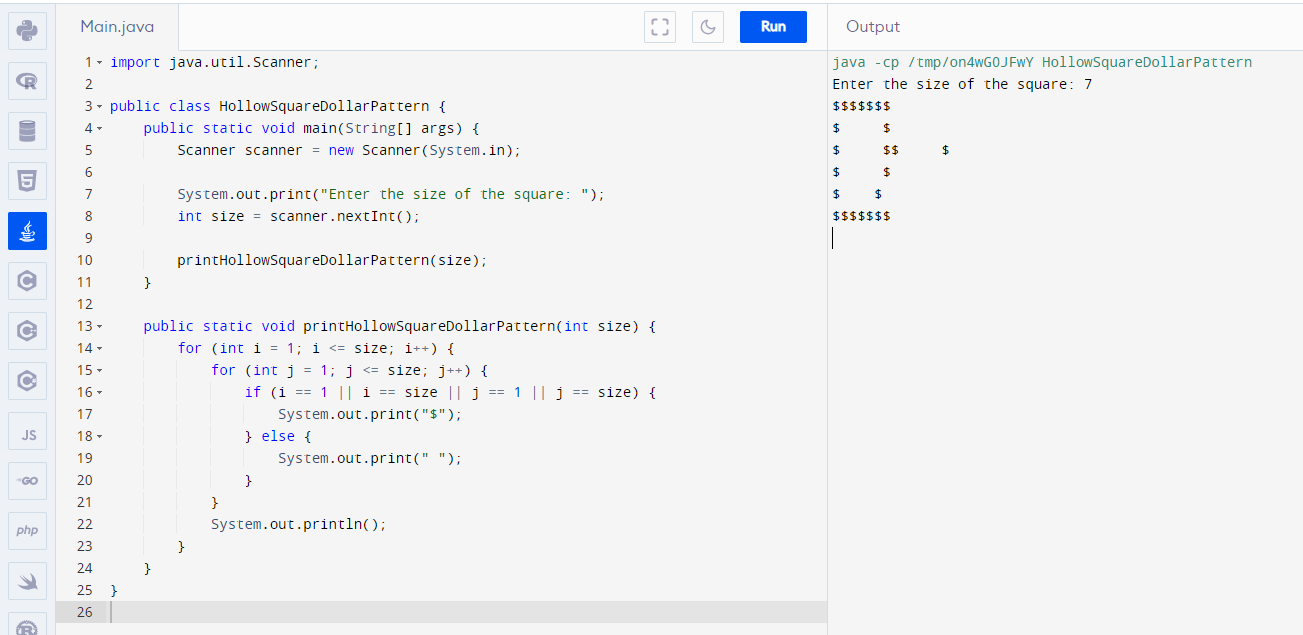 Main.java
Run
Output
1 import java.util.Scanner;
2
3 public class HollowSquareDollarPattern {
4     public static void main(String[] args) {
5         Scanner scanner = new Scanner(System.in);
6
7         System.out.print("Enter the size of the square: ");
8         int size = scanner.nextInt();
9
10         printHollowSquareDollarPattern(size);
11     }
12
13     public static void printHollowSquareDollarPattern(int size) {
14         for (int i = 1; i <= size; i++) {
15             for (int j = 1; j <= size; j++) {
16                 if (i == 1 || i == size || j == 1 || j == size) {
17                     System.out.print("$");
18                 } else {
19                     System.out.print(" ");
20                 }
21             }
22             System.out.println();
23         }
24     }
25 }
26
java -cp /tmp/on4wGOJFwY HollowSquareDollarPattern
Enter the size of the square: 7
$$$$$$$
$     $
$     $$     $
$     $
$    $
$$$$$$$
R
5
C
C
C
JS
GO
php
R